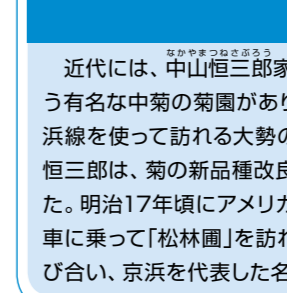 なかやまつねさぶろう
近代には、中山恒三郎家
う有名な中菊の菊園があり
浜線を使って訪れる大勢の
恒三郎は、菊の新品種改良
た。明治17年頃にアメリカ
車に乗って「松林圃」を訪れ
び合い、京浜を代表した名